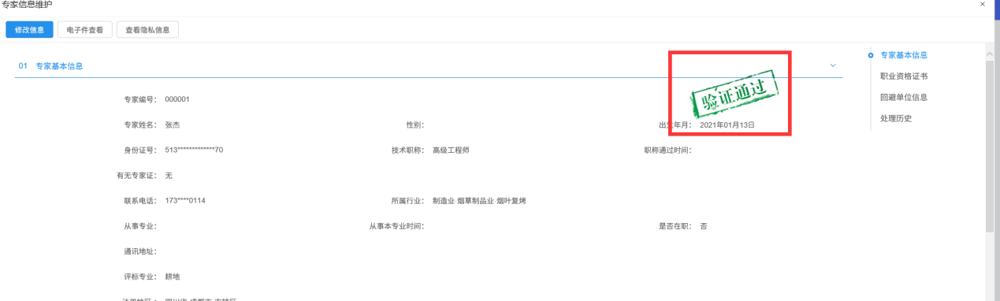 专家信息维护 ×
修改信息 电子件查看 查看隐私信息
01 专家基本信息
专家基本信息
职业资格证书
回避单位信息
处理历史
验证通过
专家编号： 000001
专家姓名： 张杰 性别： 出生年月： 2021年01月13日
身份证号： 513*************70 技术职称： 高级工程师 职称通过时间：
有无专家证： 无
联系电话： 173****0114 所属行业： 制造业·烟草制品业·烟叶复烤
从事专业： 从事本专业时间： 是否在职： 否
通讯地址：
评标专业： 耕地